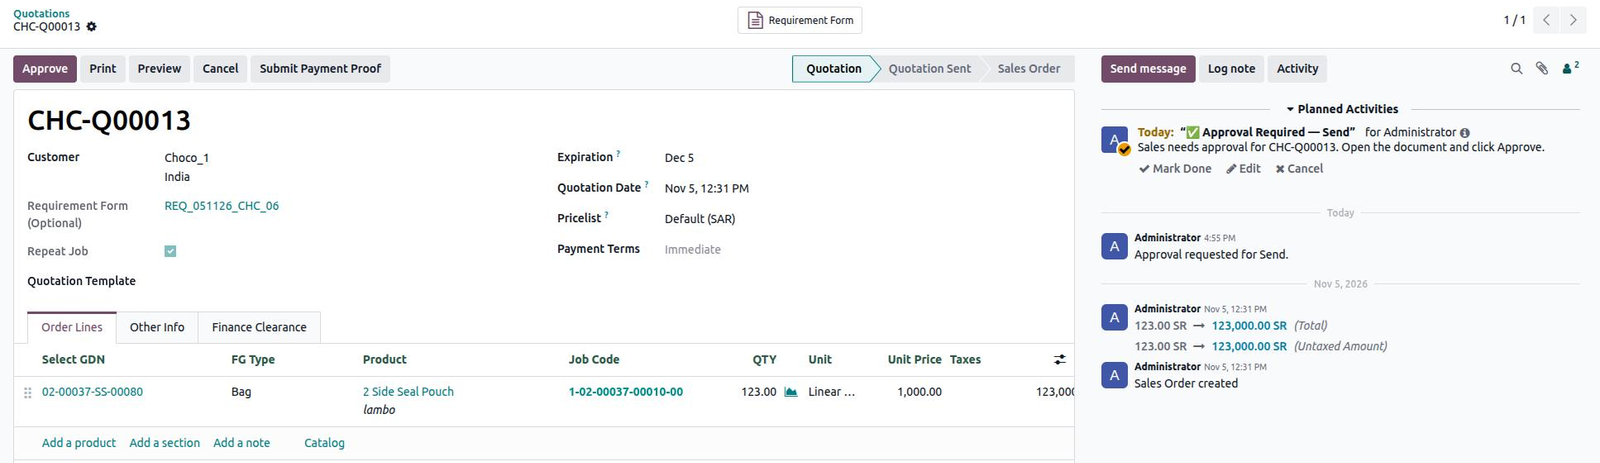 Quotations
CHC-Q00013
Requirement Form
1 / 1
Approve Print Preview Cancel Submit Payment Proof
Quotation Quotation Sent Sales Order
Send message Log note Activity
2
CHC-Q00013
Customer Choco_1
India
Requirement Form (Optional) REQ_051126_CHC_06
Repeat Job
Quotation Template
Expiration ? Dec 5
Quotation Date ? Nov 5, 12:31 PM
Pricelist ? Default (SAR)
Payment Terms Immediate
Order Lines Other Info Finance Clearance
Select GDN FG Type Product Job Code QTY Unit Unit Price Taxes
02-00037-SS-00080 Bag 2 Side Seal Pouch 1-02-00037-00010-00 123.00 Linear ... 1,000.00 123,000
lambo
Add a product Add a section Add a note Catalog
Planned Activities
A Today: “✅ Approval Required — Send” for Administrator
Sales needs approval for CHC-Q00013. Open the document and click Approve.
Mark Done Edit Cancel
Today
A Administrator 4:55 PM
Approval requested for Send.
Nov 5, 2026
A Administrator Nov 5, 12:31 PM
123.00 SR → 123,000.00 SR (Total)
123.00 SR → 123,000.00 SR (Untaxed Amount)
A Administrator Nov 5, 12:31 PM
Sales Order created